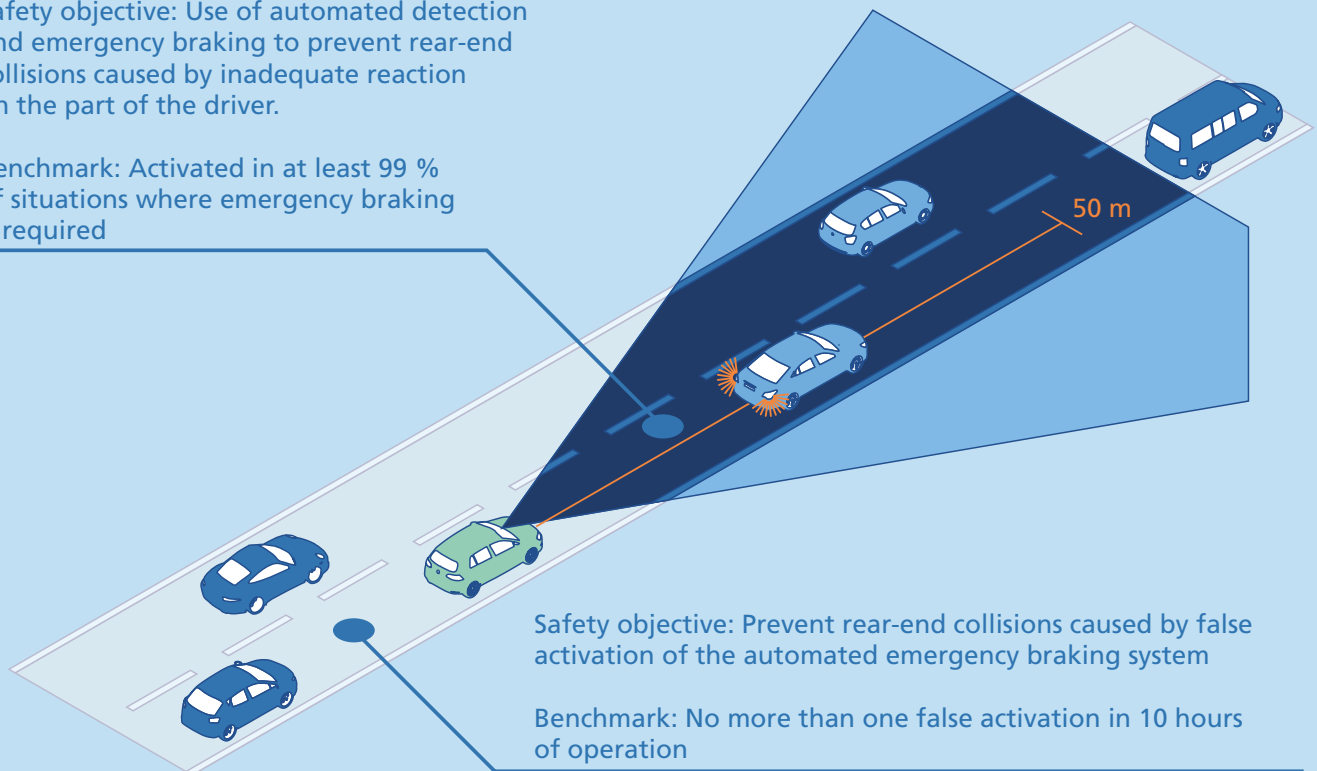 afety objective: Use of automated detection
nd emergency braking to prevent rear-end
ollisions caused by inadequate reaction
n the part of the driver.
enchmark: Activated in at least 99 %
f situations where emergency braking
required
50 m
Safety objective: Prevent rear-end collisions caused by false
activation of the automated emergency braking system
Benchmark: No more than one false activation in 10 hours
of operation